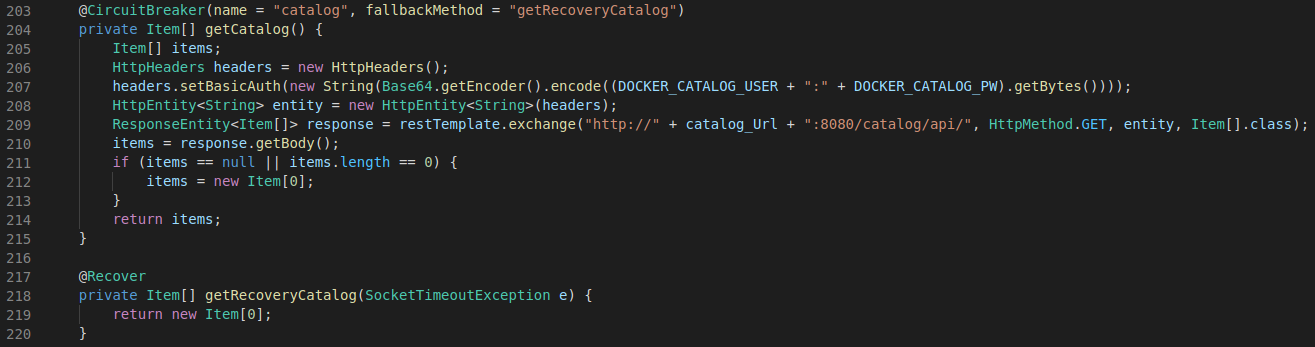 203 @CircuitBreaker(name = "catalog", fallbackMethod = "getRecoveryCatalog")
204 private Item[] getCatalog() {
205 Item[] items;
206 HttpHeaders headers = new HttpHeaders();
207 headers.setBasicAuth(new String(Base64.getEncoder().encode((DOCKER_CATALOG_USER + ":" + DOCKER_CATALOG_PW).getBytes())));
208 HttpEntity<String> entity = new HttpEntity<String>(headers);
209 ResponseEntity<Item[]> response = restTemplate.exchange("http://" + catalog_Url + ":8080/catalog/api/", HttpMethod.GET, entity, Item[].class);
210 items = response.getBody();
211 if (items == null || items.length == 0) {
212 items = new Item[0];
213 }
214 return items;
215 }
216
217 @Recover
218 private Item[] getRecoveryCatalog(SocketTimeoutException e) {
219 return new Item[0];
220 }